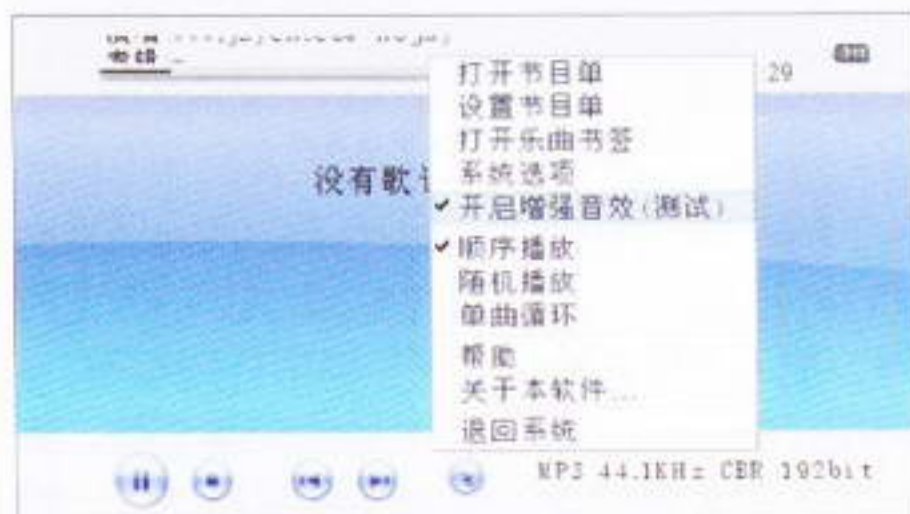 专辑
29
打开节目单
设置节目单
打开乐曲书签
系统选项
没有歌
开启增强音效(测试)
顺序播放
随机播放
单曲循环
帮助
关于本软件...
退回系统
MP3 44.1KHz CBR 192bit